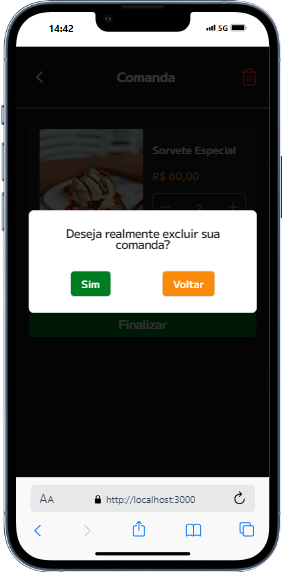 14:42
5G
Comanda
Sorvete Especial
R$ 60,00
Deseja realmente excluir sua
comanda?
Sim
Voltar
Finalizar
AA
http://localhost:3000